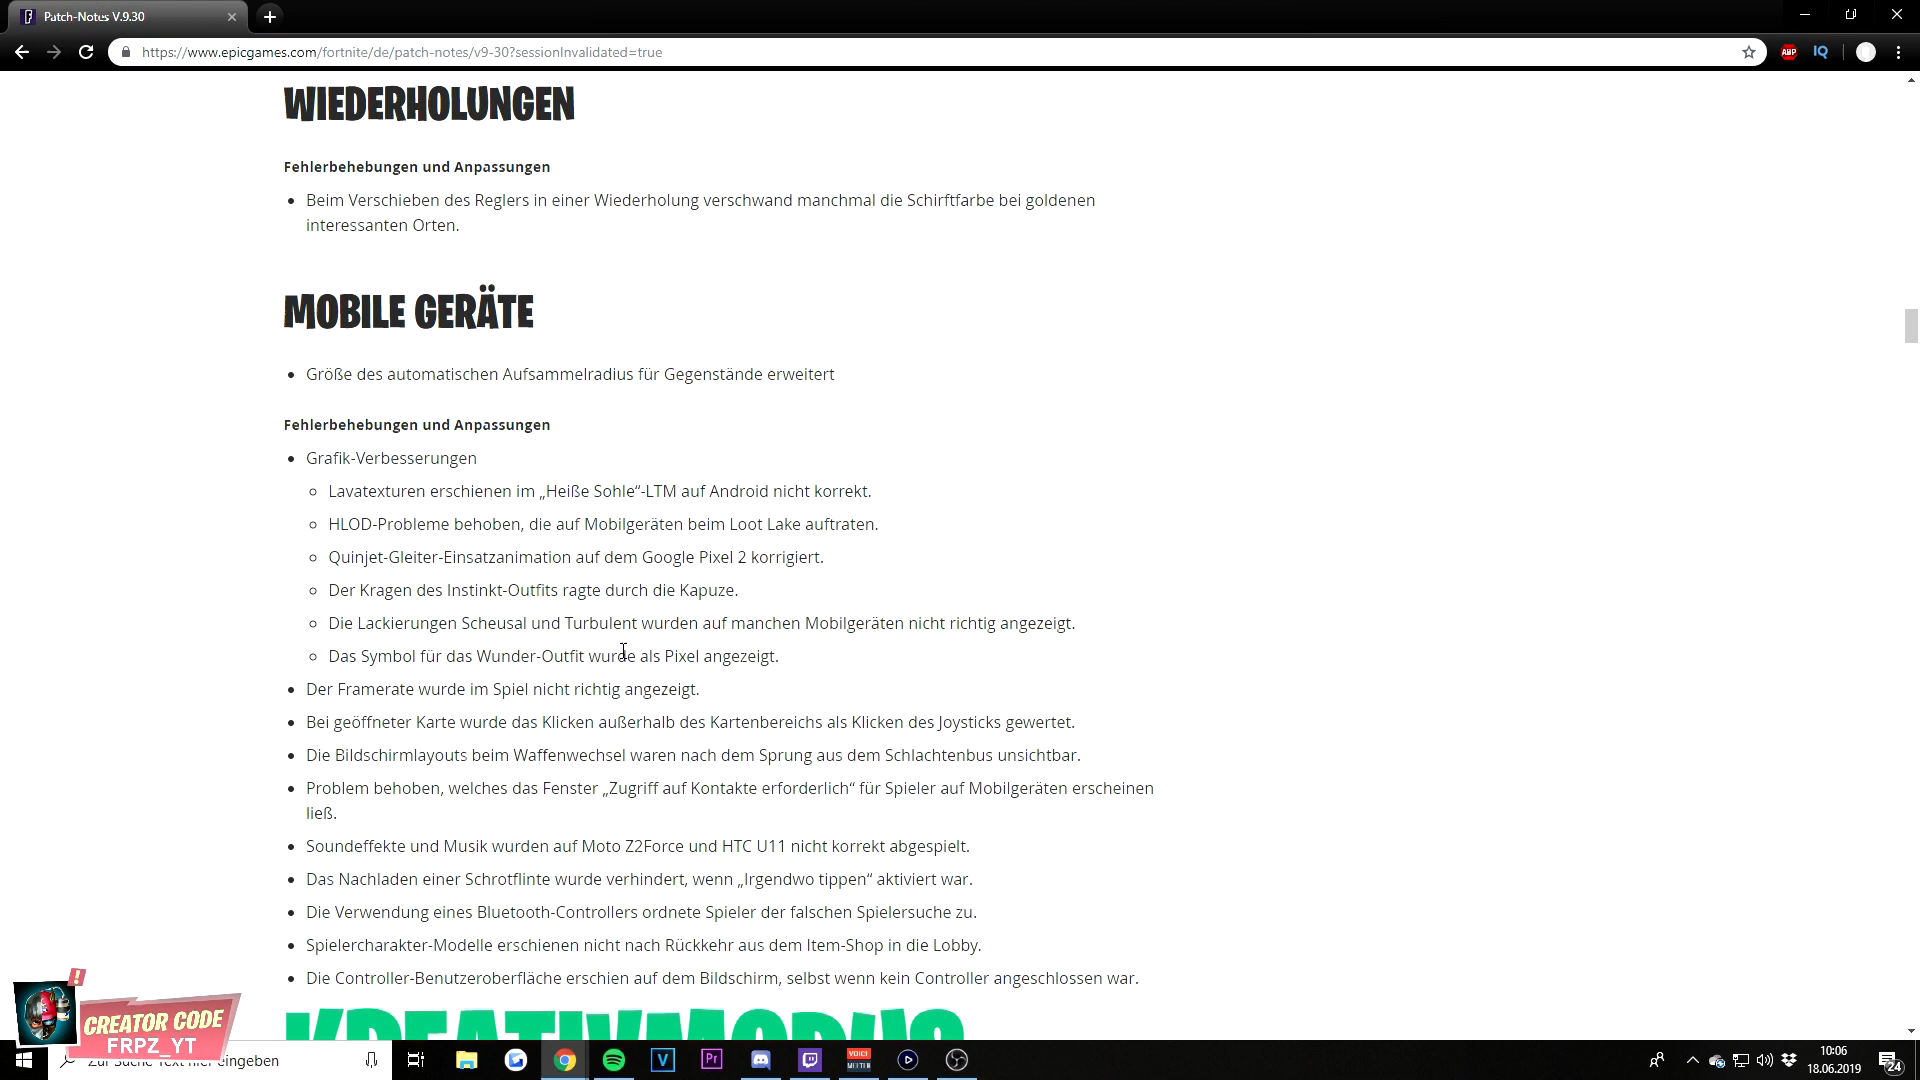 Patch-Notes V.9.30
https://www.epicgames.com/fortnite/de/patch-notes/v9-30?sessionInvalidated=true
ABP
IQ
WIEDERHOLUNGEN
Fehlerbehebungen und Anpassungen
Beim Verschieben des Reglers in einer Wiederholung verschwand manchmal die Schirftfarbe bei goldenen
interessanten Orten.
MOBILE GERÄTE
Größe des automatischen Aufsammelradius für Gegenstände erweitert
Fehlerbehebungen und Anpassungen
Grafik-Verbesserungen
Lavatexturen erschienen im „Heiße Sohle“-LTM auf Android nicht korrekt.
HLOD-Probleme behoben, die auf Mobilgeräten beim Loot Lake auftraten.
Quinjet-Gleiter-Einsatzanimation auf dem Google Pixel 2 korrigiert.
Der Kragen des Instinkt-Outfits ragte durch die Kapuze.
Die Lackierungen Scheusal und Turbulent wurden auf manchen Mobilgeräten nicht richtig angezeigt.
Das Symbol für das Wunder-Outfit wurde als Pixel angezeigt.
Der Framerate wurde im Spiel nicht richtig angezeigt.
Bei geöffneter Karte wurde das Klicken außerhalb des Kartenbereichs als Klicken des Joysticks gewertet.
Die Bildschirmlayouts beim Waffenwechsel waren nach dem Sprung aus dem Schlachtenbus unsichtbar.
Problem behoben, welches das Fenster „Zugriff auf Kontakte erforderlich“ für Spieler auf Mobilgeräten erscheinen
ließ.
Soundeffekte und Musik wurden auf Moto Z2Force und HTC U11 nicht korrekt abgespielt.
Das Nachladen einer Schrotflinte wurde verhindert, wenn „Irgendwo tippen“ aktiviert war.
Die Verwendung eines Bluetooth-Controllers ordnete Spieler der falschen Spielersuche zu.
Spielercharakter-Modelle erschienen nicht nach Rückkehr aus dem Item-Shop in die Lobby.
Die Controller-Benutzeroberfläche erschien auf dem Bildschirm, selbst wenn kein Controller angeschlossen war.
KREATIVMODUS
CREATOR CODE
FRPZ_YT
Zur Suche Text hier eingeben
V
Pr
VOICE
MEETER
10:06
18.06.2019
24